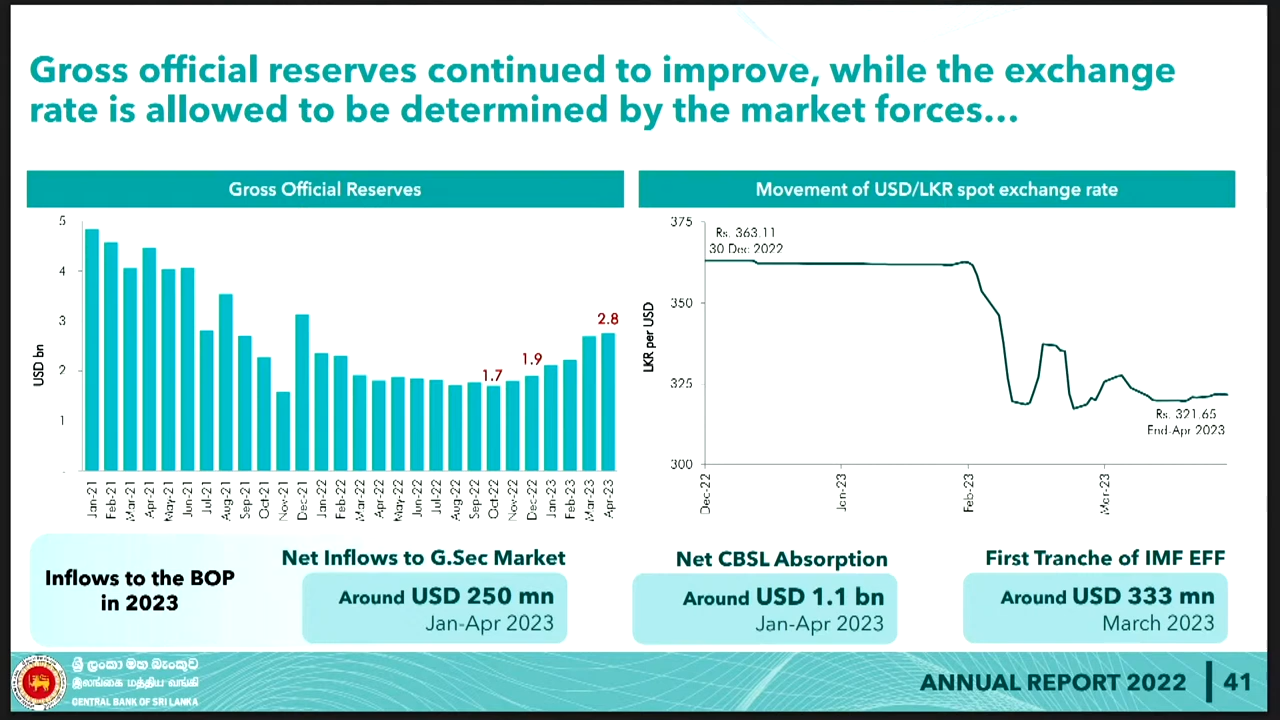 Gross official reserves continued to improve, while the exchange
rate is allowed to be determined by the market forces...
Gross Official Reserves
5
4
3
2
1
-
USD bn
1.7
1.9
2.8
Jan-21
Feb-21
Mar-21
Apr-21
May-21
Jun-21
Jul-21
Aug-21
Sep-21
Oct-21
Nov-21
Dec-21
Jan-22
Feb-22
Mar-22
Apr-22
May-22
Jun-22
Jul-22
Aug-22
Sep-22
Oct-22
Nov-22
Dec-22
Jan-23
Feb-23
Mar-23
Apr-23
Movement of USD/LKR spot exchange rate
375
350
325
300
LKR per USD
Rs. 363.11
30 Dec 2022
Rs. 321.65
End-Apr 2023
Dec-22
Jan-23
Feb-23
Mar-23
Inflows to the BOP
in 2023
Net Inflows to G.Sec Market
Around USD 250 mn
Jan-Apr 2023
Net CBSL Absorption
Around USD 1.1 bn
Jan-Apr 2023
First Tranche of IMF EFF
Around USD 333 mn
March 2023
ශ්‍රී ලංකා මහ බැංකුව
இலங்கை மத்திய வங்கி
CENTRAL BANK OF SRI LANKA
ANNUAL REPORT 2022
41